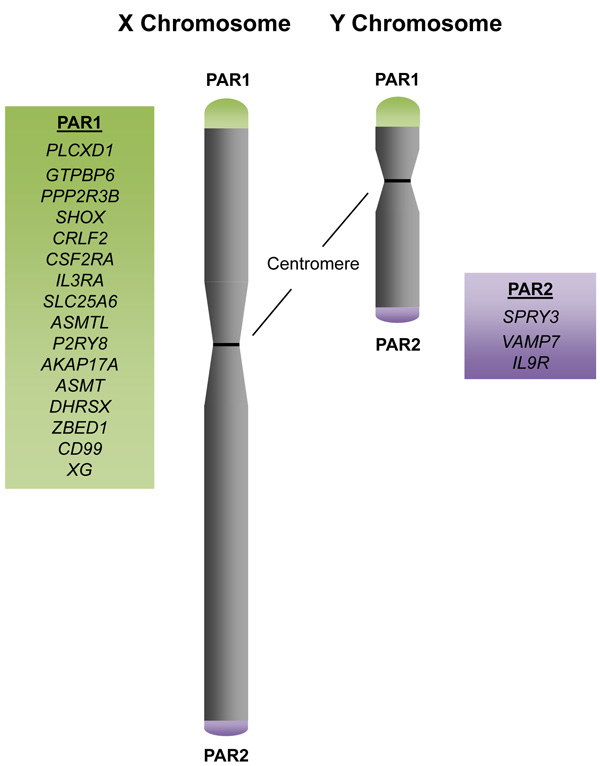 X Chromosome
Y Chromosome
PAR1
PAR1
PAR1
PLCXD1
GTPBP6
PPP2R3B
SHOX
CRLF2
CSF2RA
IL3RA
SLC25A6
ASMTL
P2RY8
AKAP17A
ASMT
DHRSX
ZBED1
CD99
XG
Centromere
PAR2
SPRY3
VAMP7
IL9R
PAR2
PAR2